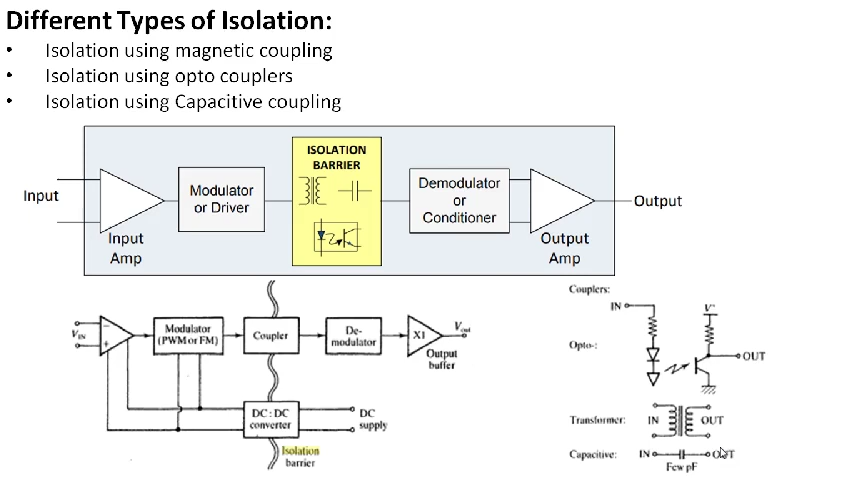 Different Types of Isolation:
• Isolation using magnetic coupling
• Isolation using opto couplers
• Isolation using Capacitive coupling
ISOLATION
BARRIER
Input
Modulator
or Driver
Demodulator
or
Conditioner
Output
Input
Amp
Output
Amp
Couplers:
IN
V⁺
VIN
−
+
Modulator
(PWM or FM)
Coupler
De-
modulator
X1
Vout
Output
buffer
Opto-:
OUT
DC : DC
converter
DC
supply
Isolation
barrier
Transformer:
IN
OUT
Capacitive:
IN
OUT
Few pF